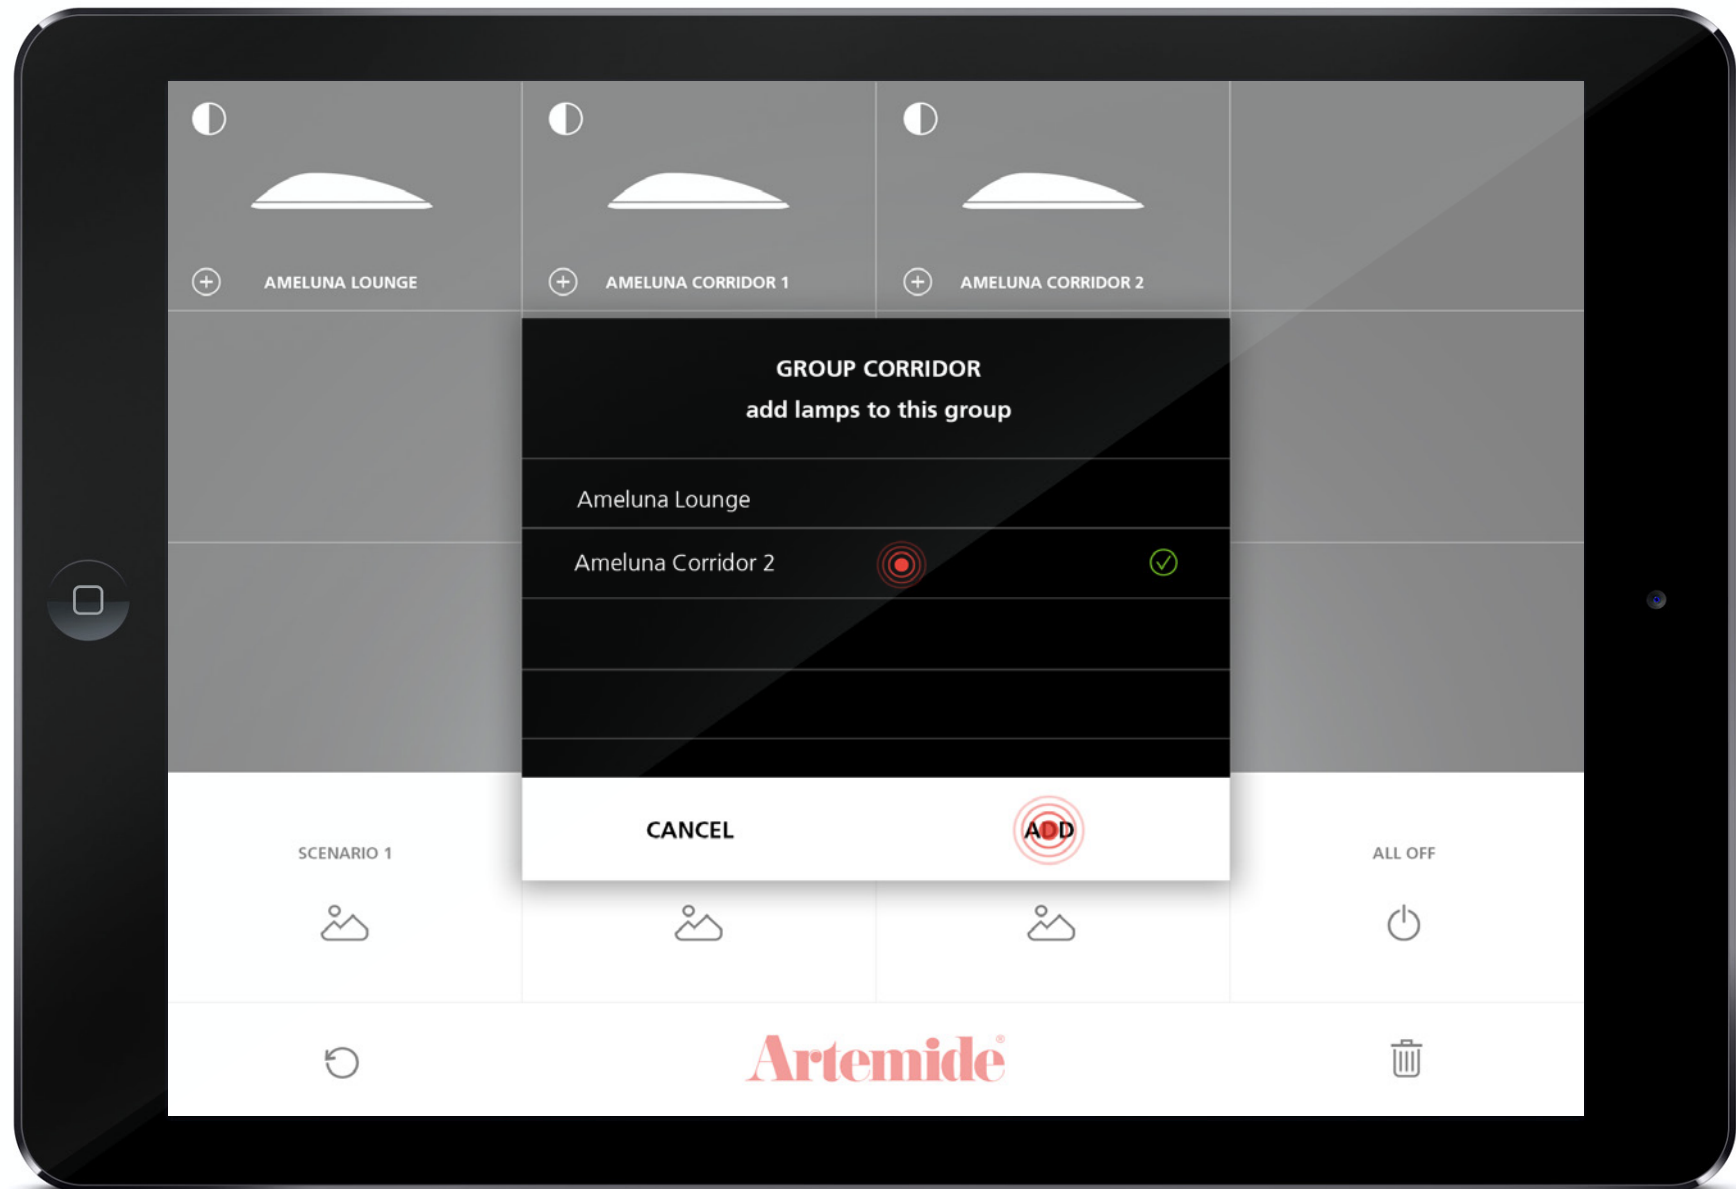 AMELUNA LOUNGE
AMELUNA CORRIDOR 1
AMELUNA CORRIDOR 2
GROUP CORRIDOR
add lamps to this group
Ameluna Lounge
Ameluna Corridor 2
CANCEL
ADD
SCENARIO 1
ALL OFF
Artemide®